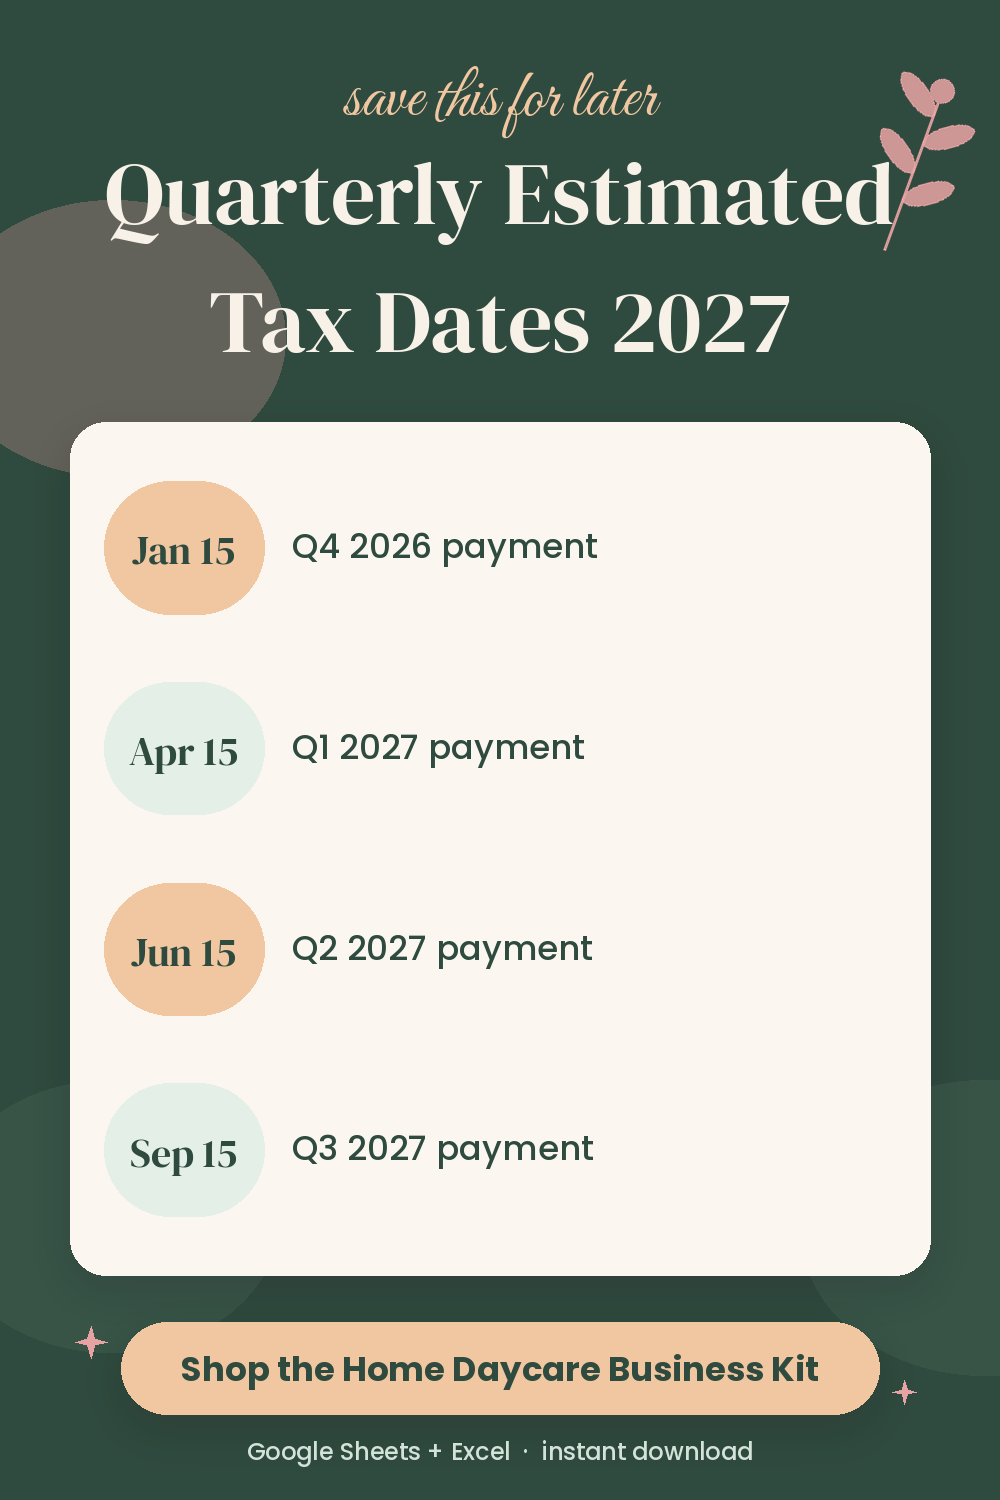 save this for later
Quarterly Estimated
Tax Dates 2027
Jan 15
Q4 2026 payment
Apr 15
Q1 2027 payment
Jun 15
Q2 2027 payment
Sep 15
Q3 2027 payment
Shop the Home Daycare Business Kit
Google Sheets + Excel · instant download